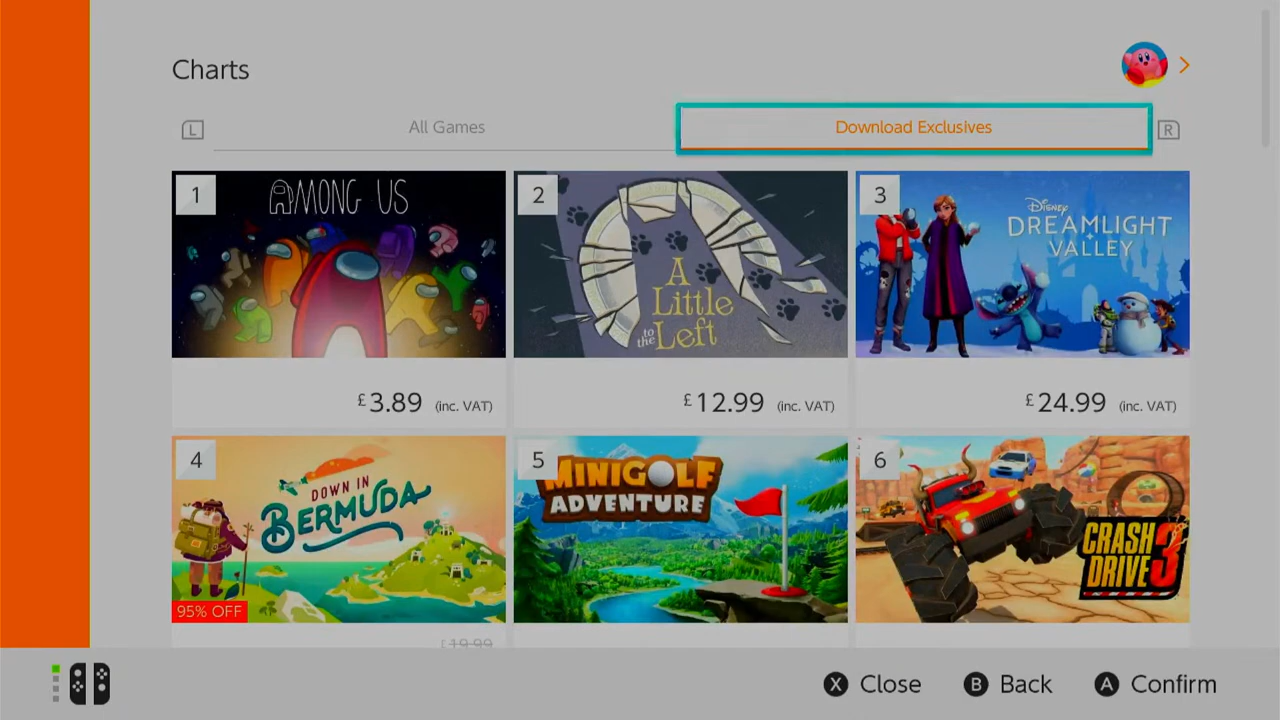 Charts
L
All Games
Download Exclusives
R
1
AMONG US
2
A
Little
to the Left
3
Disney
DREAMLIGHT
VALLEY
£3.89 (inc. VAT)
£12.99 (inc. VAT)
£24.99 (inc. VAT)
4
DOWN IN
BERMUDA
95% OFF
5
MINIGOLF
ADVENTURE
6
CRASH
DRIVE 3
£19.99
X Close
B Back
A Confirm